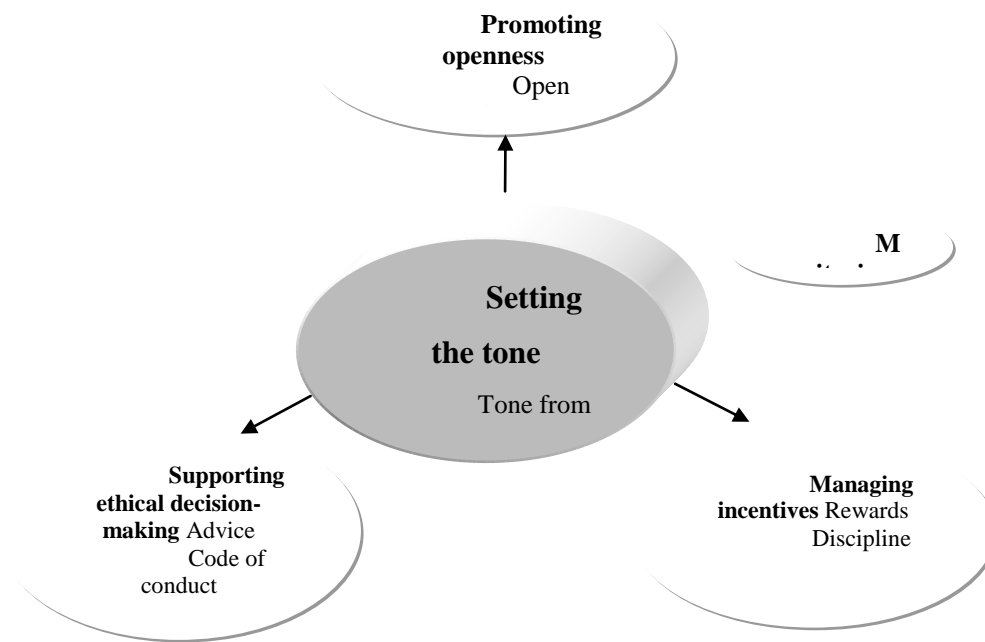 Promoting
openness
Open
M
Setting
the tone
Tone from
Supporting
ethical decision-
making Advice
Code of
conduct
Managing
incentives Rewards
Discipline